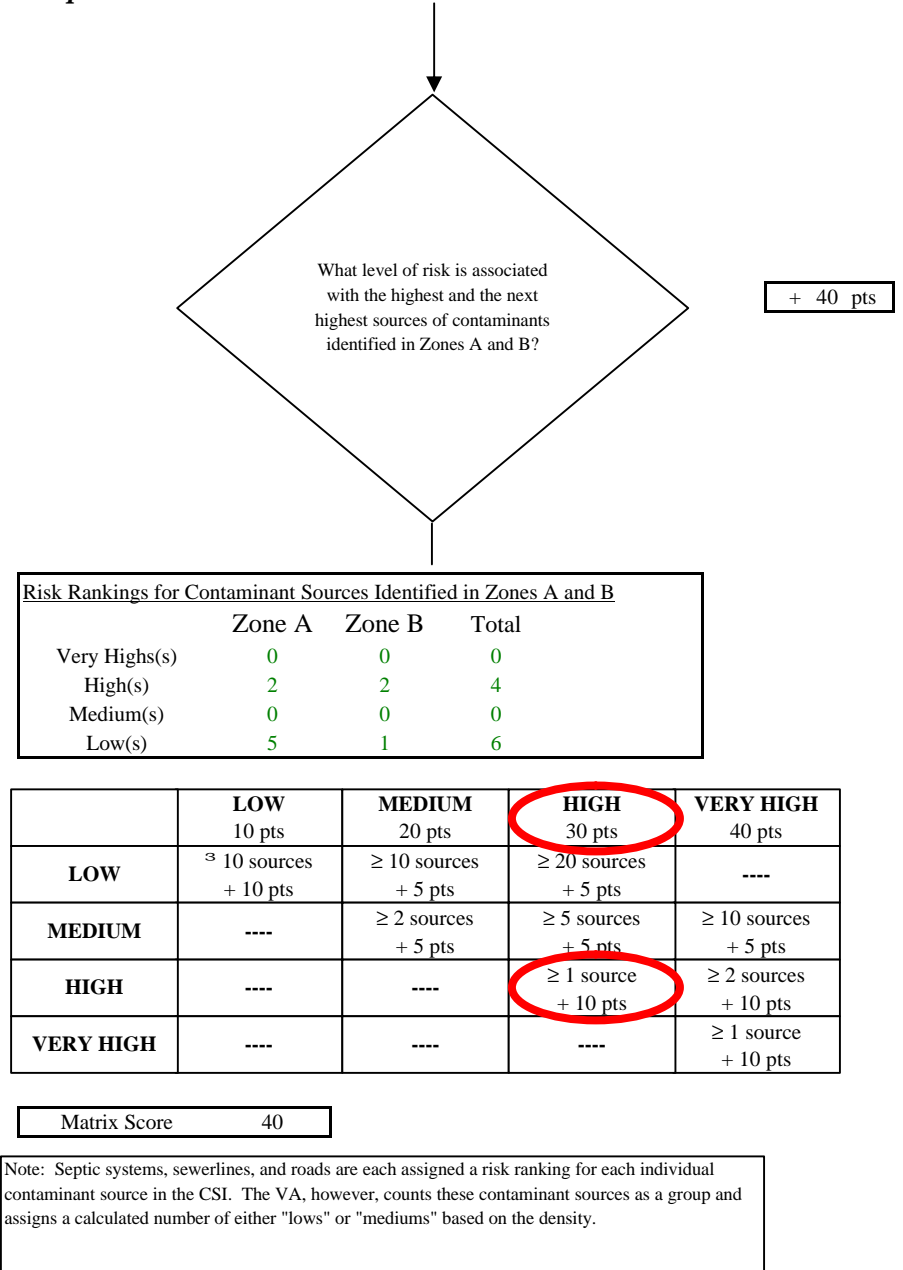 What level of risk is associated
with the highest and the next
highest sources of contaminants
identified in Zones A and B?
+ 40 pts
Risk Rankings for Contaminant Sources Identified in Zones A and B
Zone A Zone B Total
Very Highs(s) 0 0 0
High(s) 2 2 4
Medium(s) 0 0 0
Low(s) 5 1 6
LOW MEDIUM HIGH VERY HIGH
10 pts 20 pts 30 pts 40 pts
LOW ³ 10 sources ≥ 10 sources ≥ 20 sources ----
+ 10 pts + 5 pts + 5 pts
MEDIUM ---- ≥ 2 sources ≥ 5 sources ≥ 10 sources
+ 5 pts + 5 pts + 5 pts
HIGH ---- ---- ≥ 1 source ≥ 2 sources
+ 10 pts + 10 pts
VERY HIGH ---- ---- ---- ≥ 1 source
+ 10 pts
Matrix Score 40
Note: Septic systems, sewerlines, and roads are each assigned a risk ranking for each individual
contaminant source in the CSI. The VA, however, counts these contaminant sources as a group and
assigns a calculated number of either "lows" or "mediums" based on the density.